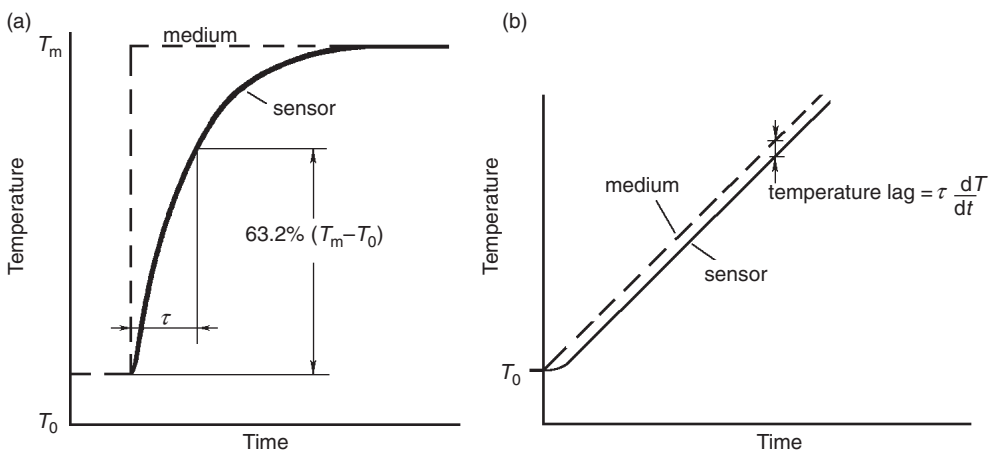 (a)
T_m
medium
sensor
63.2% (T_m–T_0)
τ
T_0
Temperature
Time
(b)
medium
temperature lag = τ dT/dt
sensor
T_0
Temperature
Time